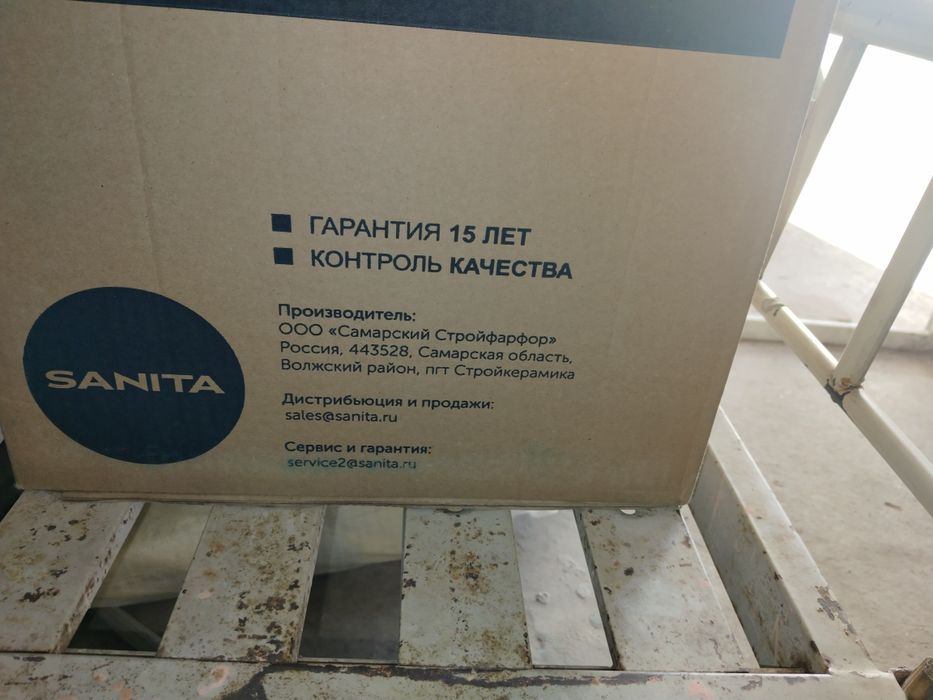 ГАРАНТИЯ 15 ЛЕТ
КОНТРОЛЬ КАЧЕСТВА
SANITA
Производитель:
ООО «Самарский Стройфарфор»
Россия, 443528, Самарская область,
Волжский район, пгт Стройкерамика
Дистрибьюция и продажи:
sales@sanita.ru
Сервис и гарантия:
service2@sanita.ru